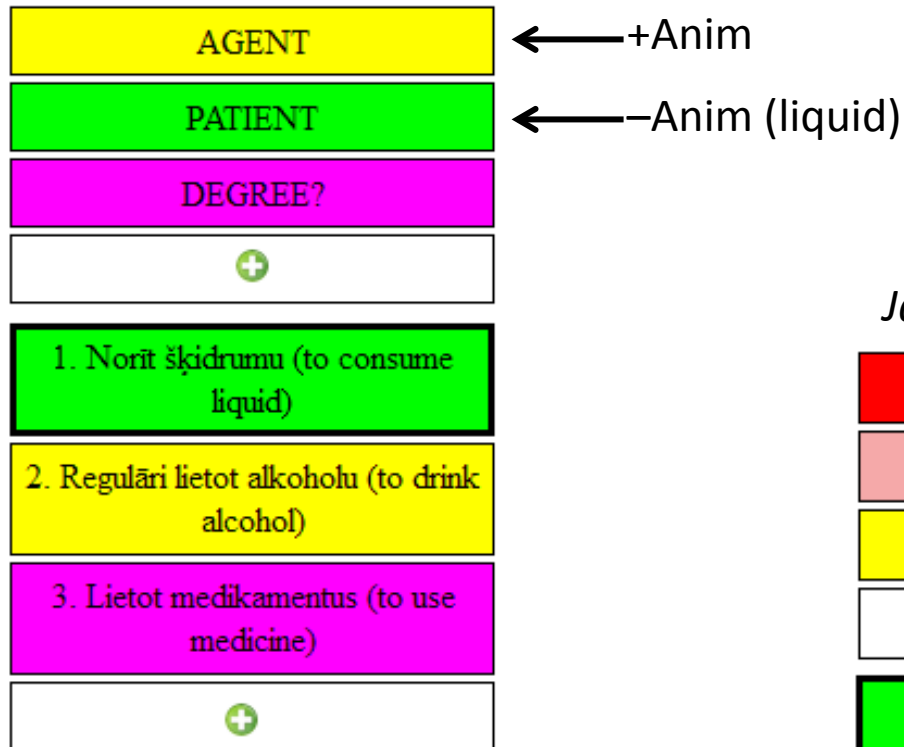 AGENT
+Anim
PATIENT
–Anim (liquid)
DEGREE?
1. Norīt šķidrumu (to consume
liquid)
2. Regulāri lietot alkoholu (to drink
alcohol)
3. Lietot medikamentus (to use
medicine)